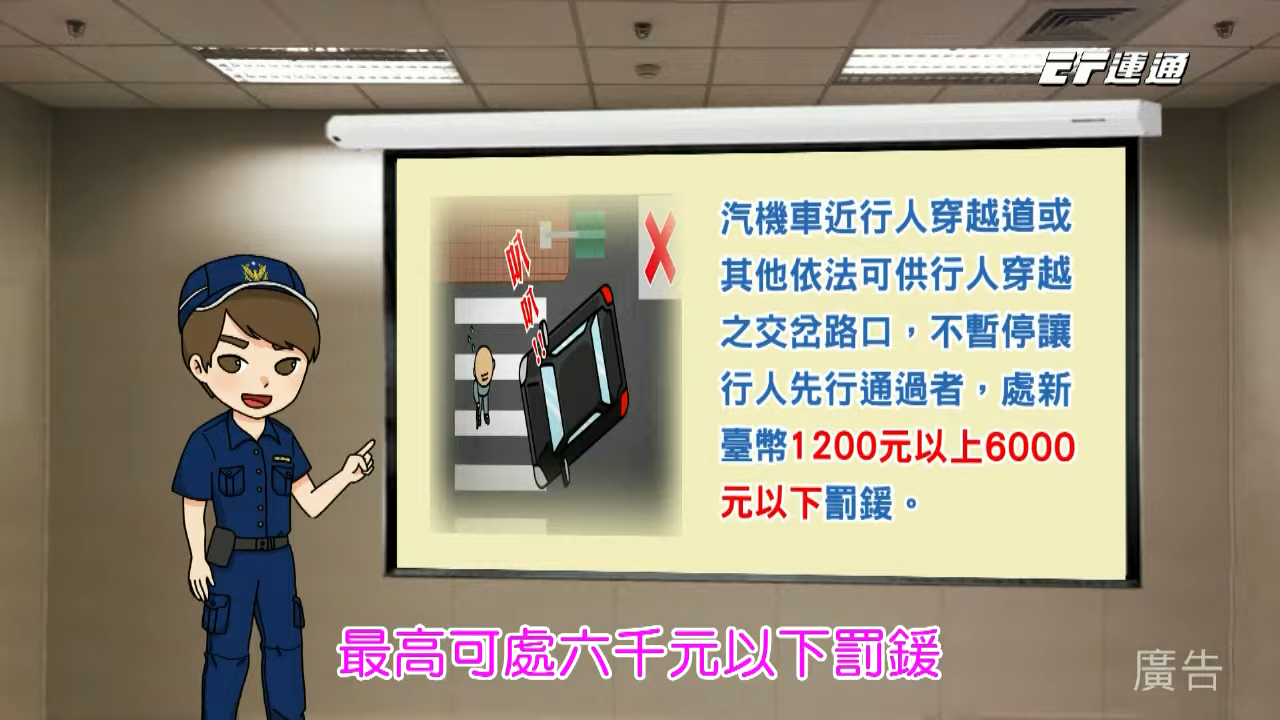 ET運通
叭
叭!!
汽機車近行人穿越道或
其他依法可供行人穿越
之交岔路口，不暫停讓
行人先行通過者，處新
臺幣1200元以上6000
元以下罰鍰。
最高可處六千元以下罰鍰
廣告